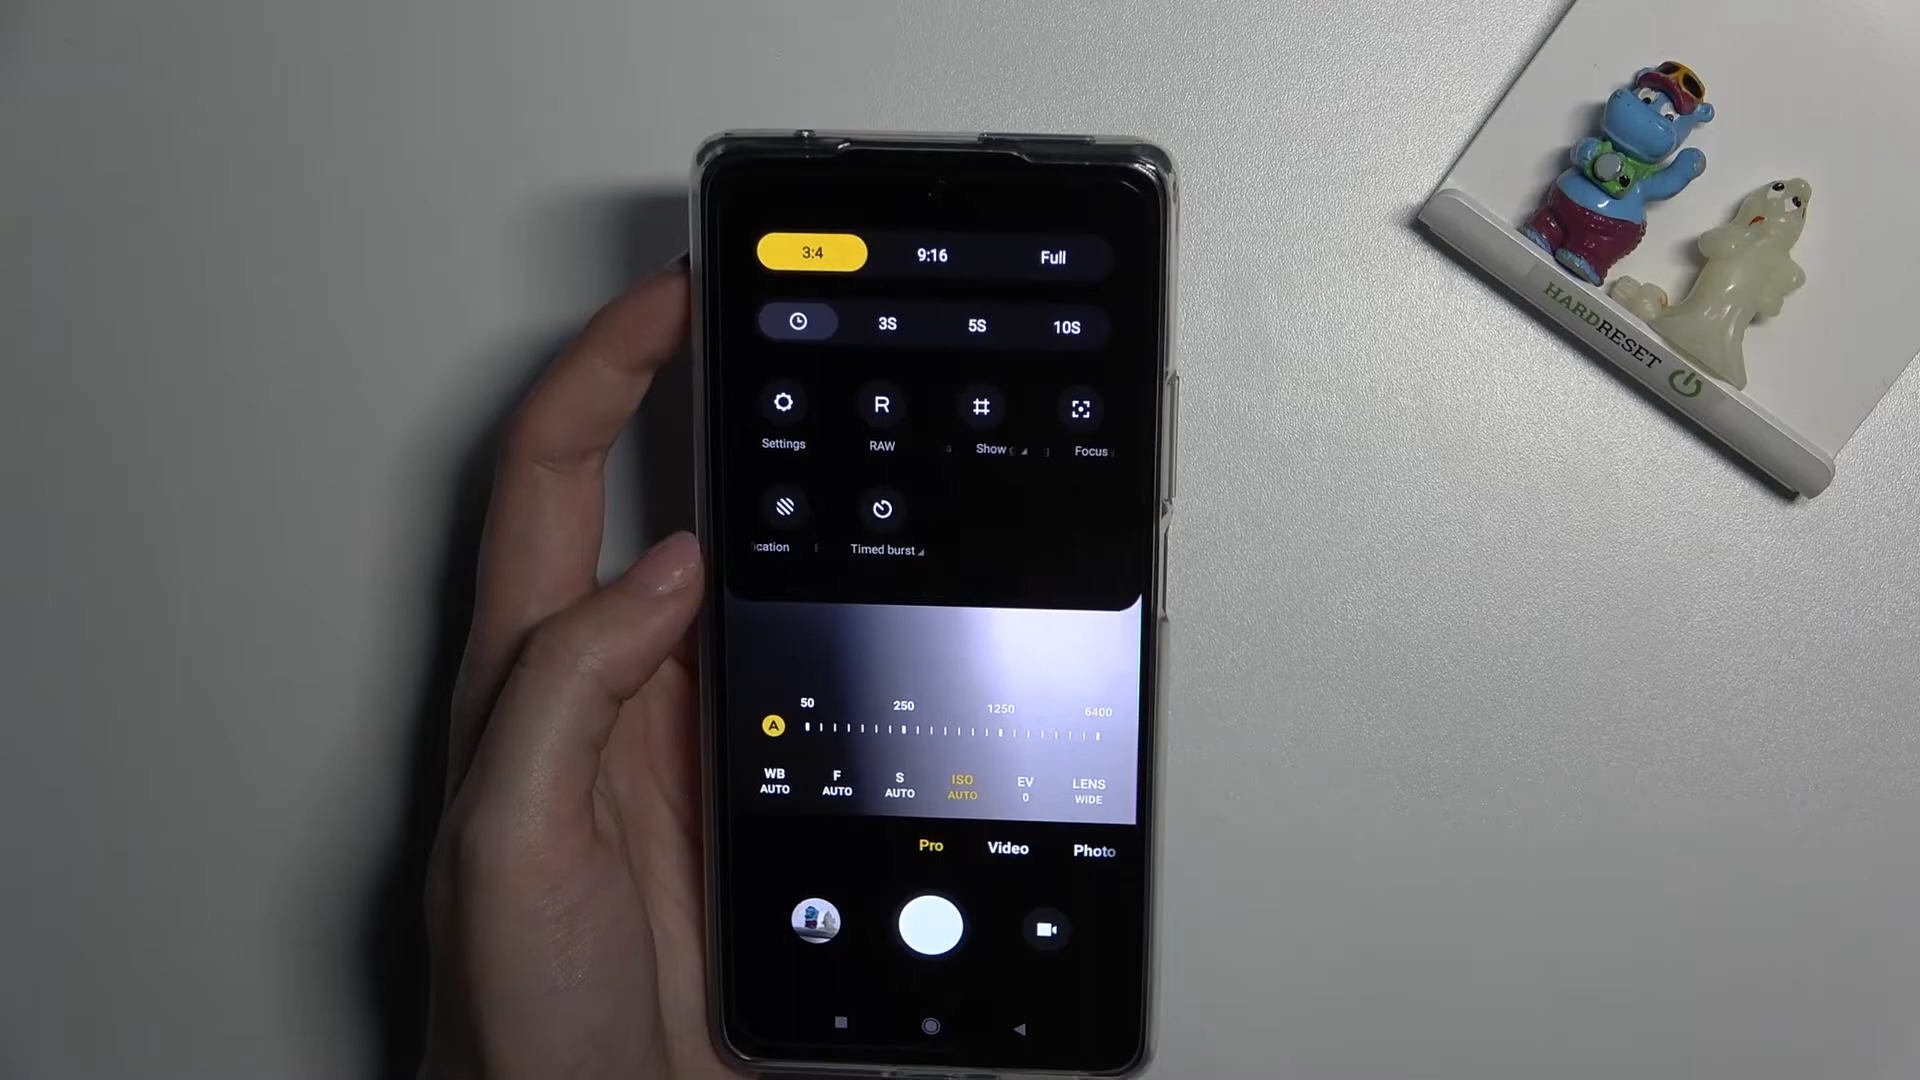 3:4 9:16 Full
3S 5S 10S
R
Settings RAW Show Focus
ication Timed burst
50 250 1250 6400
A
WB F S ISO EV LENS
AUTO AUTO AUTO AUTO 0 WIDE
Pro Video Photo
HARDRESET